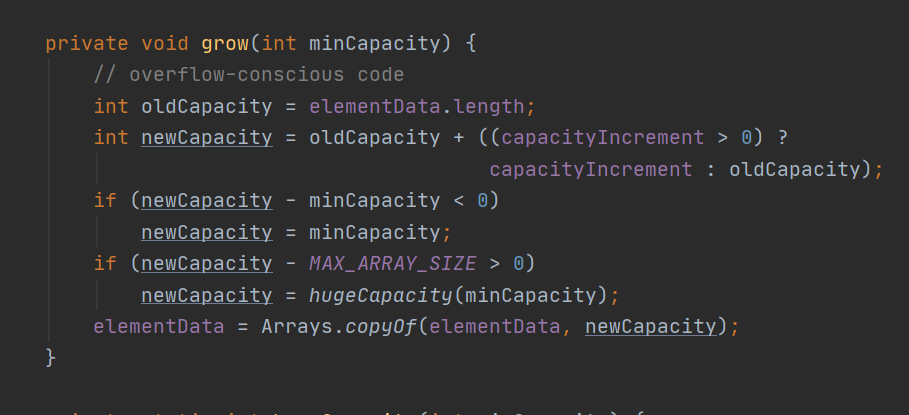 private void grow(int minCapacity) {
    // overflow-conscious code
    int oldCapacity = elementData.length;
    int newCapacity = oldCapacity + ((capacityIncrement > 0) ?
                                     capacityIncrement : oldCapacity);
    if (newCapacity - minCapacity < 0)
        newCapacity = minCapacity;
    if (newCapacity - MAX_ARRAY_SIZE > 0)
        newCapacity = hugeCapacity(minCapacity);
    elementData = Arrays.copyOf(elementData, newCapacity);
}